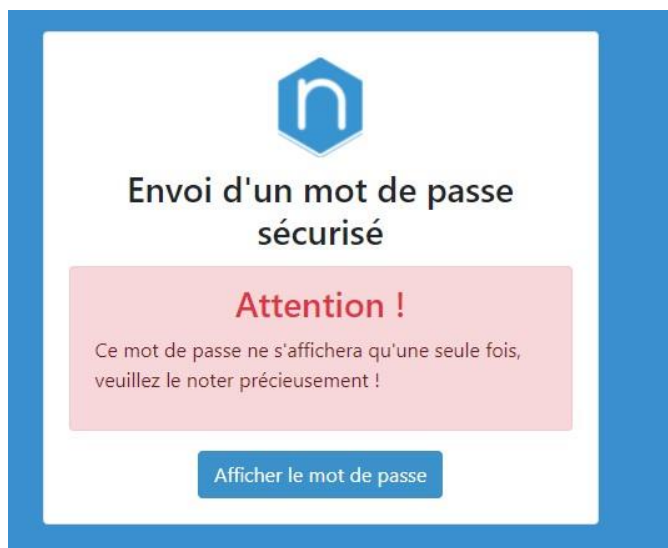 n
Envoi d'un mot de passe
sécurisé
Attention !
Ce mot de passe ne s'affichera qu'une seule fois,
veuillez le noter précieusement !
Afficher le mot de passe